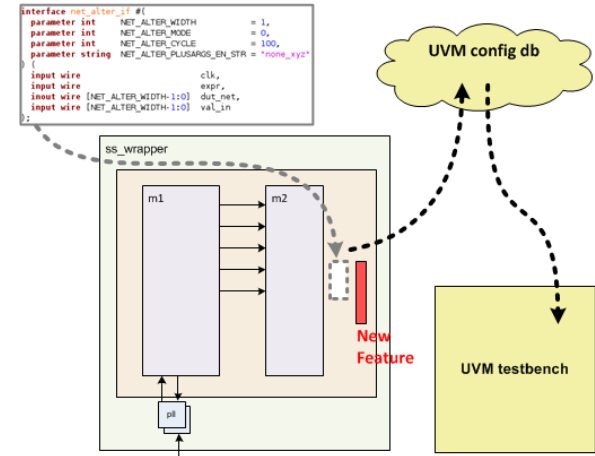 interface net_alter_if #(
parameter int NET_ALTER_WIDTH = 1,
parameter int NET_ALTER_MODE = 0,
parameter int NET_ALTER_CYCLE = 100,
parameter string NET_ALTER_PLUSARGS_EN_STR = "none_xyz"
) (
input wire clk,
input wire expr,
inout wire [NET_ALTER_WIDTH-1:0] dut_net,
input wire [NET_ALTER_WIDTH-1:0] val_in
);
UVM config db
ss_wrapper
m1
m2
New
Feature
UVM testbench
pll